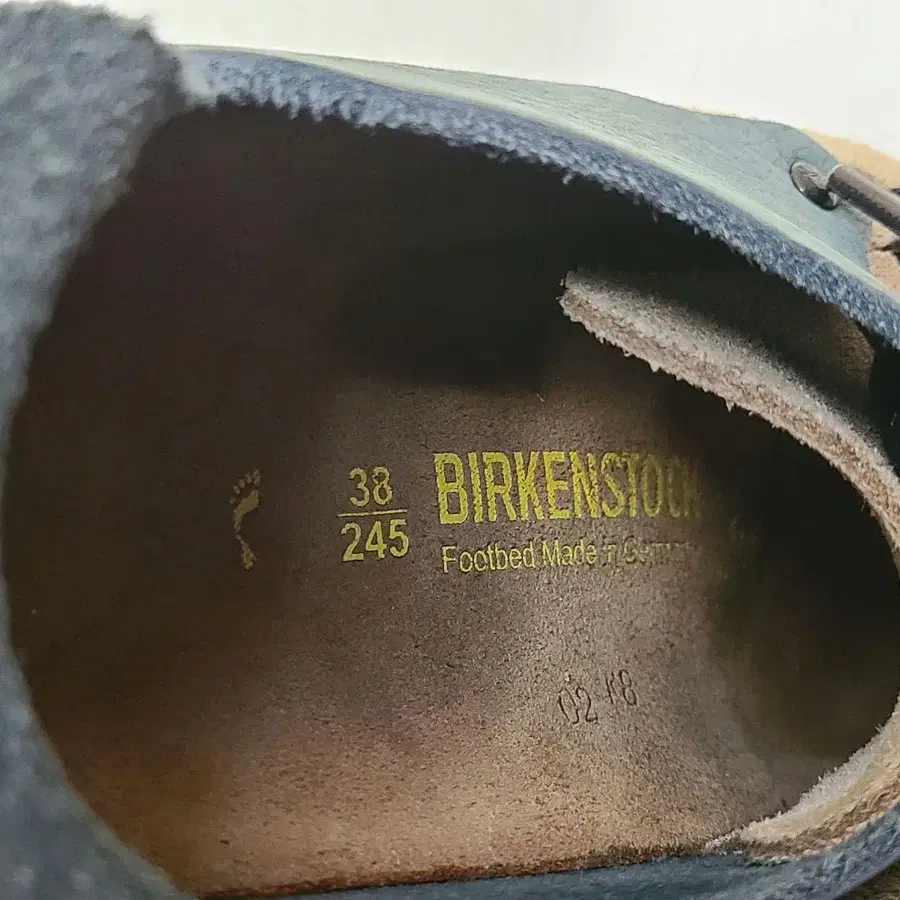 38
245
BIRKENSTOCK
Footbed Made in Germany
02 18